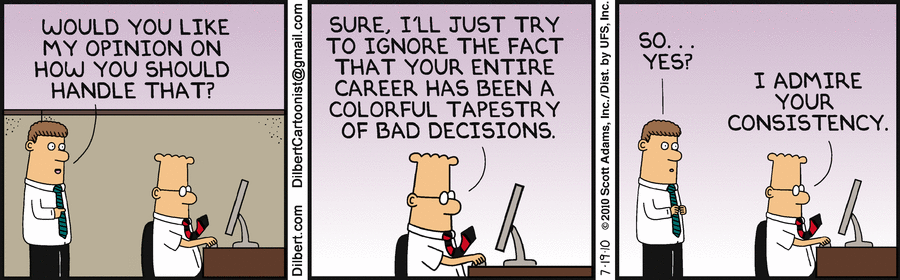 WOULD YOU LIKE
MY OPINION ON
HOW YOU SHOULD
HANDLE THAT?
Dilbert.com DilbertCartoonist@gmail.com
SURE, I'LL JUST TRY
TO IGNORE THE FACT
THAT YOUR ENTIRE
CAREER HAS BEEN A
COLORFUL TAPESTRY
OF BAD DECISIONS.
7-19-10 ©2010 Scott Adams, Inc./Dist. by UFS, Inc.
SO...
YES?
I ADMIRE
YOUR
CONSISTENCY.